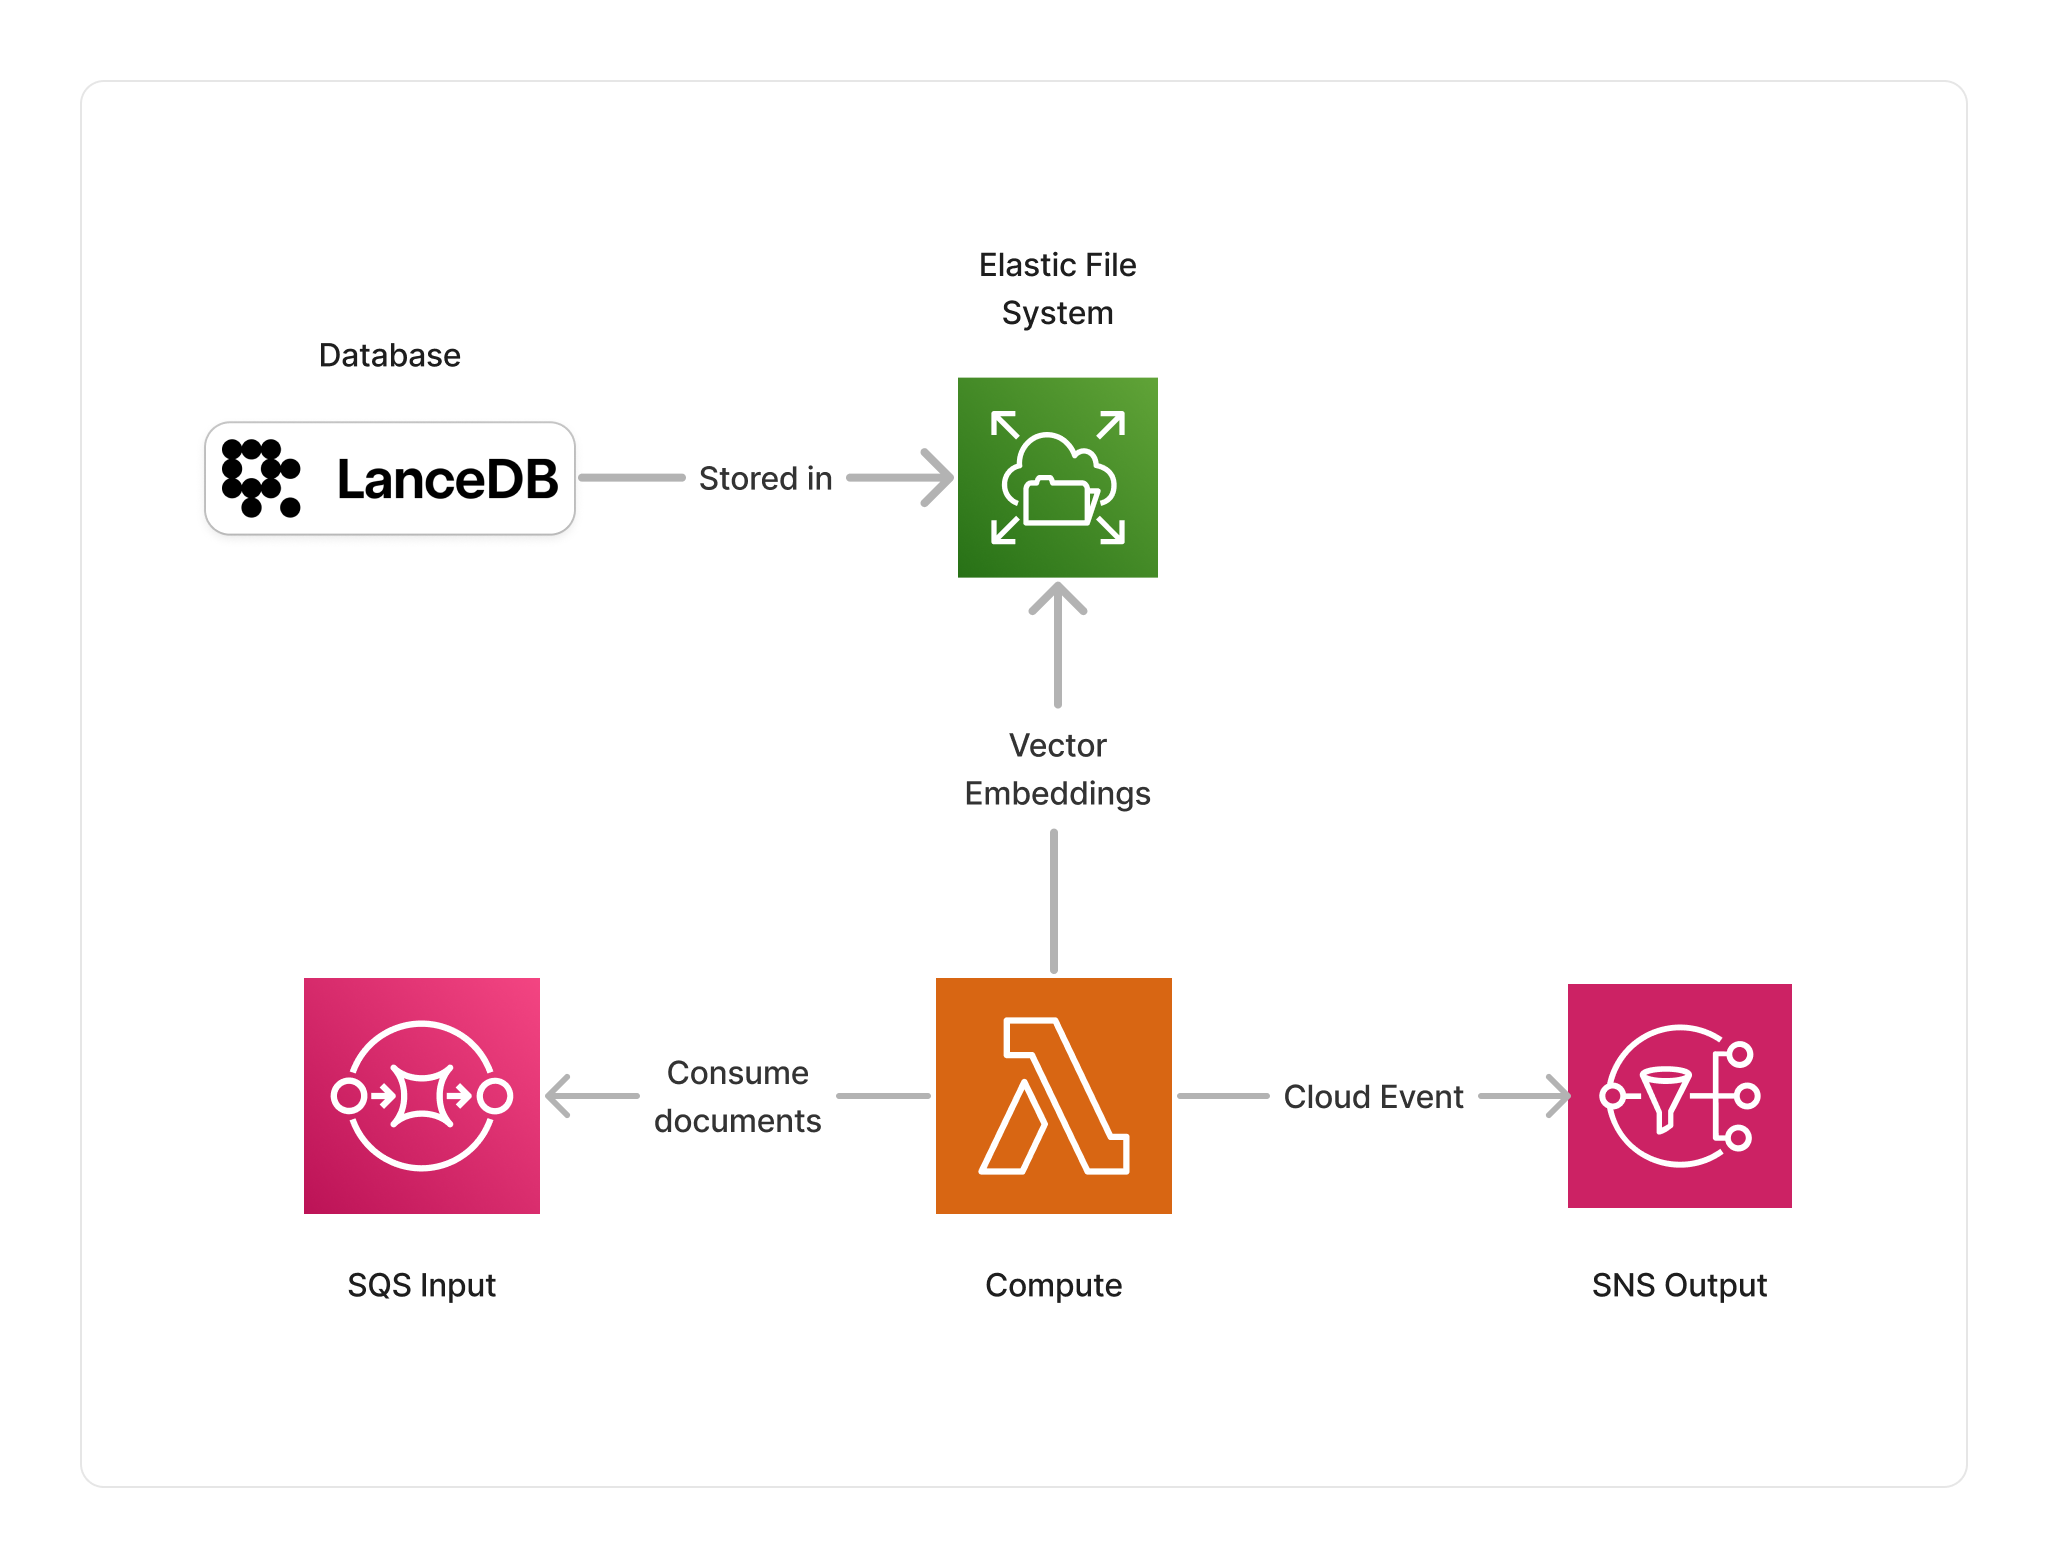 Elastic File
System
Database
LanceDB
Stored in
Vector
Embeddings
Consume
documents
Cloud Event
SQS Input
Compute
SNS Output